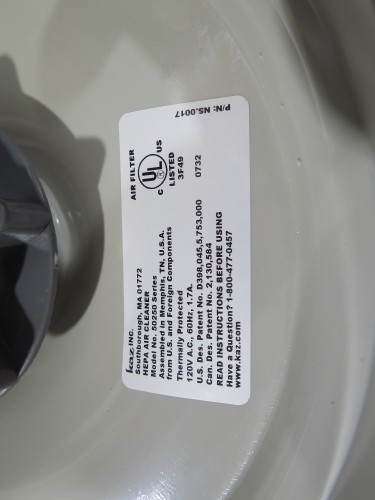 kaz INC.
Southborough, MA 01772
HEPA AIR CLEANER
Model No. 50250 Series
Assembled in Memphis, TN, U.S.A.
from U.S. and Foreign Components
Thermally Protected
120V A.C., 60Hz, 1.7A.
U.S. Des. Patent No. D398,045,5,753,000
Can. Des. Patent No. 2,130,584
READ INSTRUCTIONS BEFORE USING
Have a Question? 1-800-477-0457
www.kaz.com
AIR FILTER
C UL US
LISTED
3F49
0732
P/N: NS.0017